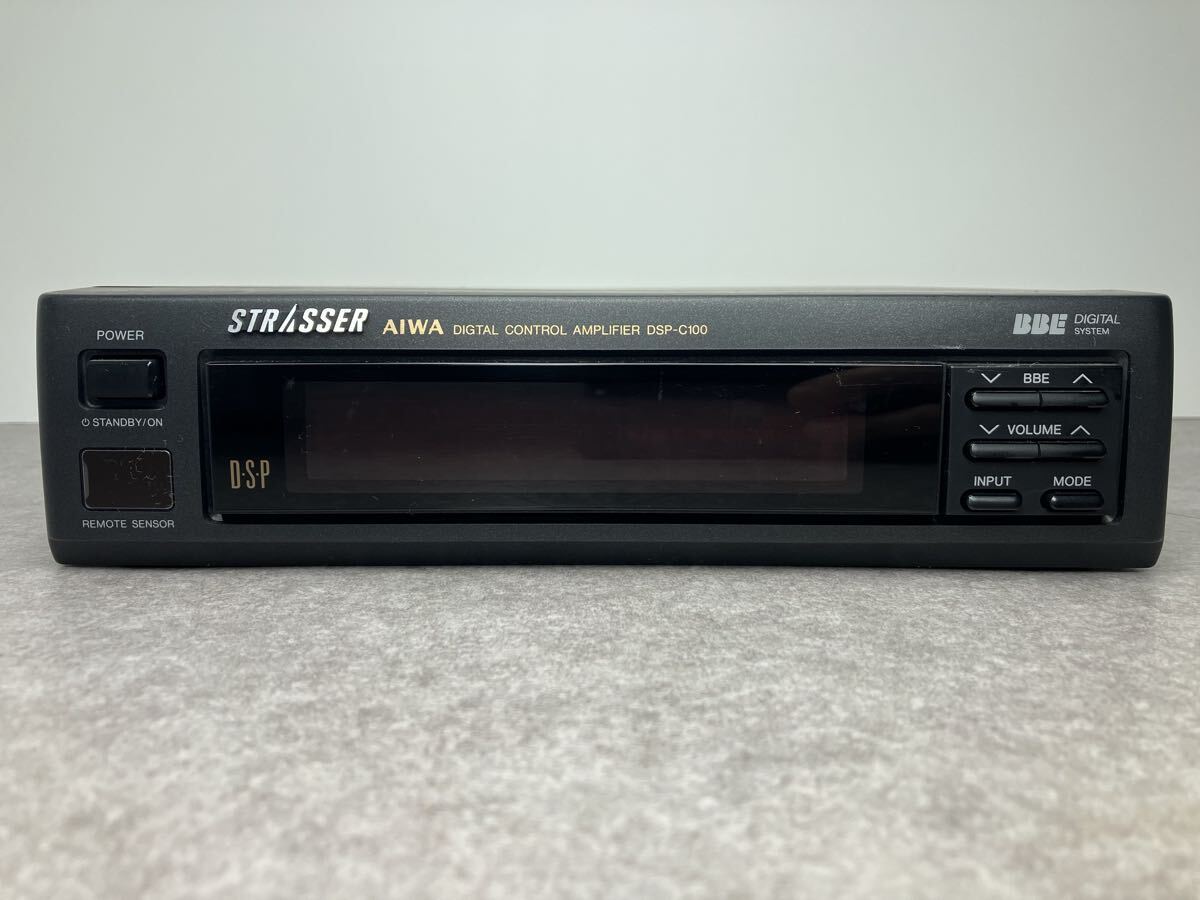 STRASSER AIWA DIGTAL CONTROL AMPLIFIER DSP-C100
BBE DIGITAL SYSTEM
POWER
⏻ STANDBY/ON
REMOTE SENSOR
D·S·P
BBE
VOLUME
INPUT MODE